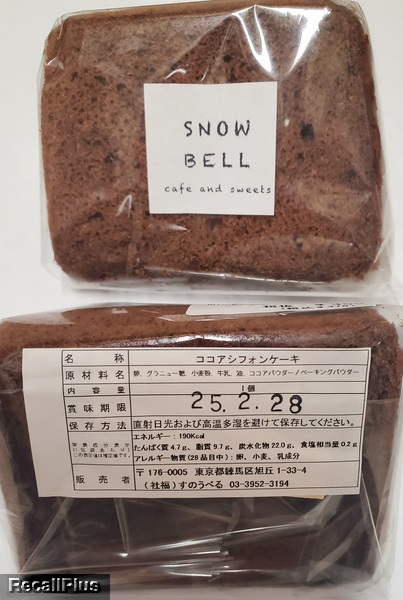 SNOW
BELL
cafe and sweets
名 称 ココアシフォンケーキ
原材料名 卵、グラニュー糖、小麦粉、牛乳、油、ココアパウダー/ベーキングパウダー
内容量 1個
賞味期限 25.2.28
保存方法 直射日光および高温多湿を避けて保存してください。
エネルギー:190Kcal
たんぱく質4.7g、脂質9.7g、炭水化物22.0g、食塩相当量0.2g
アレルギー物質(28品目中):卵、小麦、乳成分
販売者 〒176-0005 東京都練馬区旭丘1-33-4
(社福)すのうべる 03-3952-3194
RecallPlus